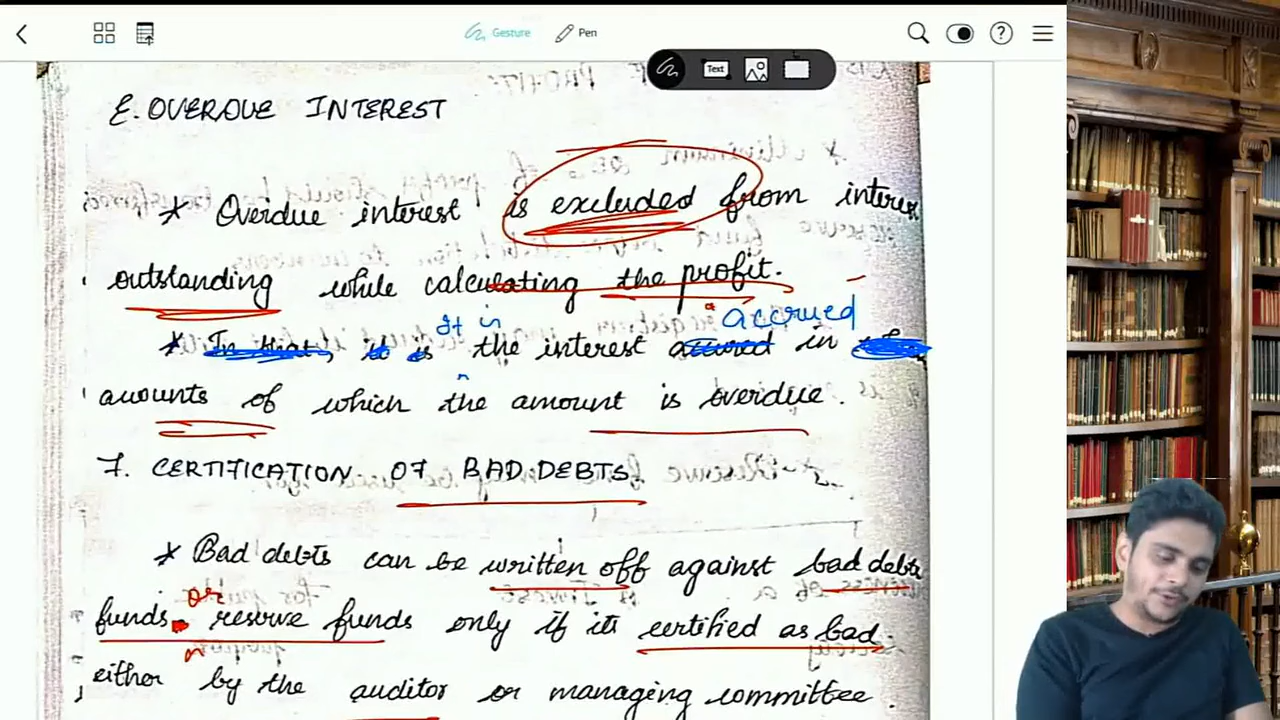 Gesture Pen
Text
E. OVERDUE INTEREST
* Overdue interest is excluded from interest
outstanding while calculating the profit.
It is accrued
* the interest in
amounts of which the amount is overdue.
7. CERTIFICATION OF BAD DEBTS
* Bad debts can be written off against bad debts
or
funds reserve funds only if its certified as bad
either by the auditor or managing committee.